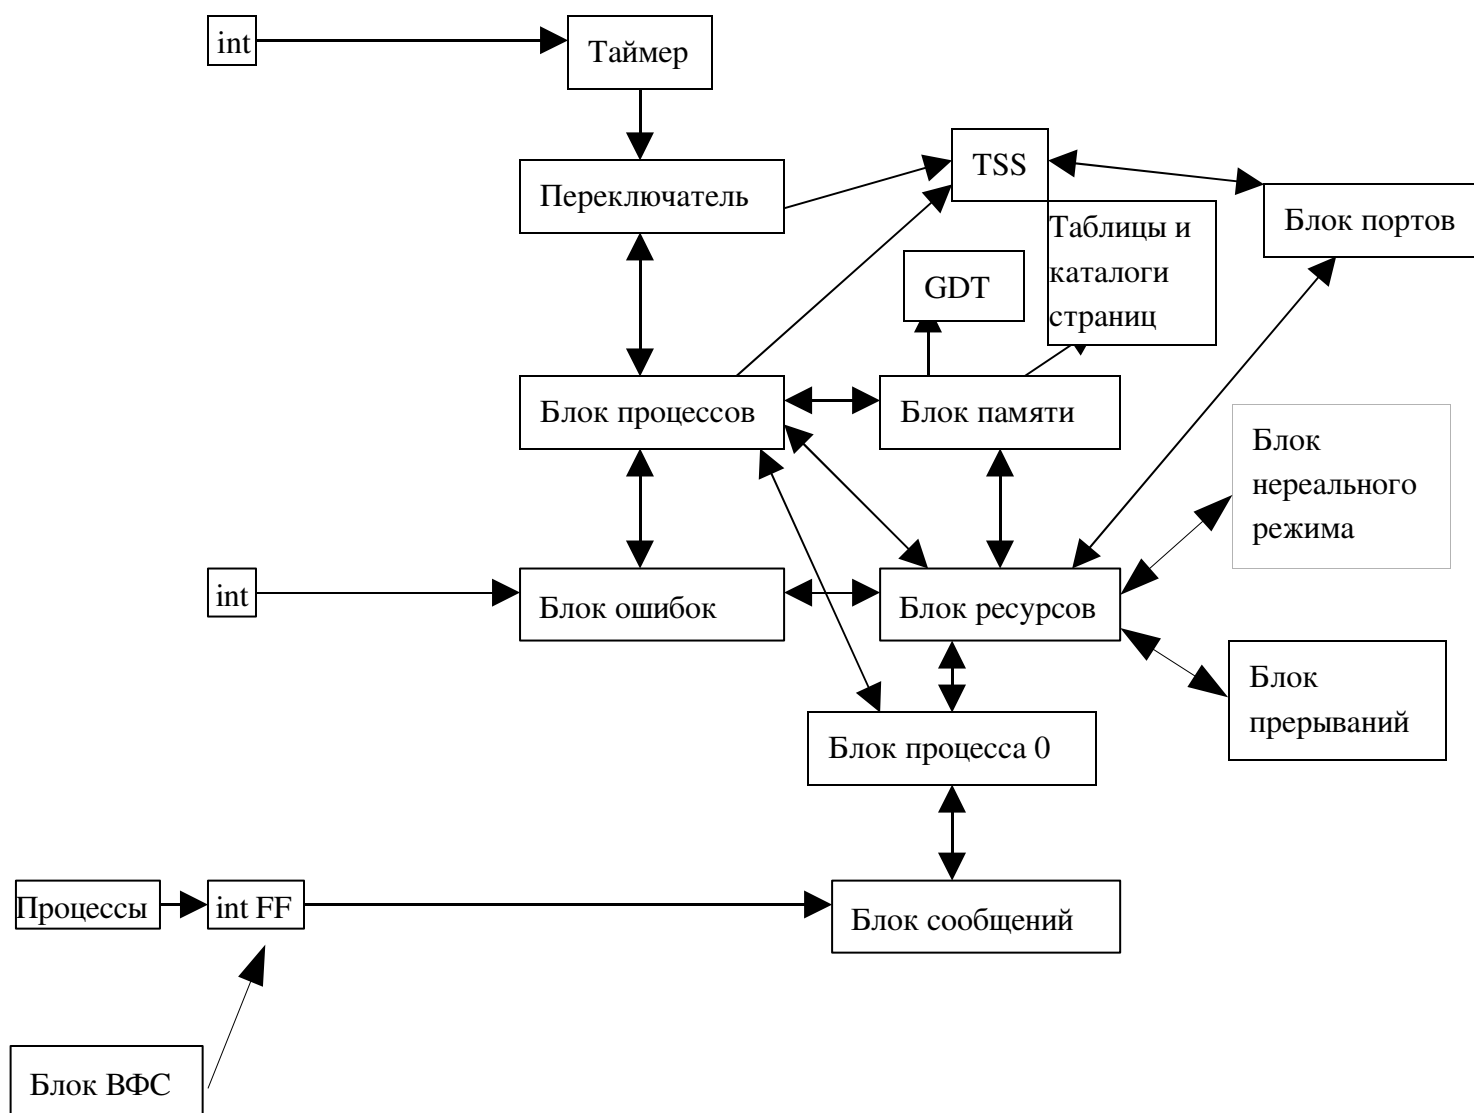 int
Таймер
TSS
Переключатель
Блок портов
Таблицы и
каталоги
страниц
GDT
Блок процессов
Блок памяти
Блок
нереального
режима
int
Блок ошибок
Блок ресурсов
Блок
прерываний
Блок процесса 0
Процессы
int FF
Блок сообщений
Блок ВФС